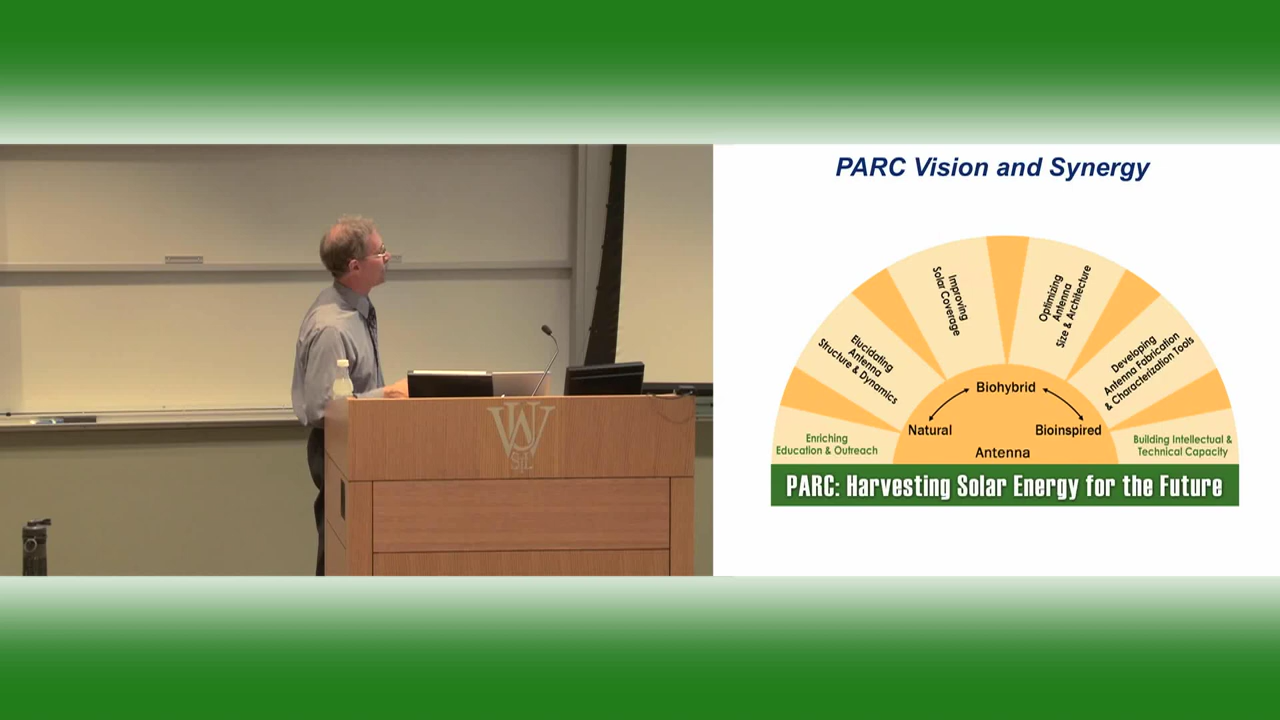 PARC Vision and Synergy
Improving
Solar Coverage
Optimizing
Antenna
Size & Architecture
Elucidating
Antenna
Structure & Dynamics
Developing
Antenna Fabrication
& Characterization Tools
Biohybrid
Natural
Bioinspired
Antenna
Enriching
Education & Outreach
Building Intellectual &
Technical Capacity
PARC: Harvesting Solar Energy for the Future
WU
StL